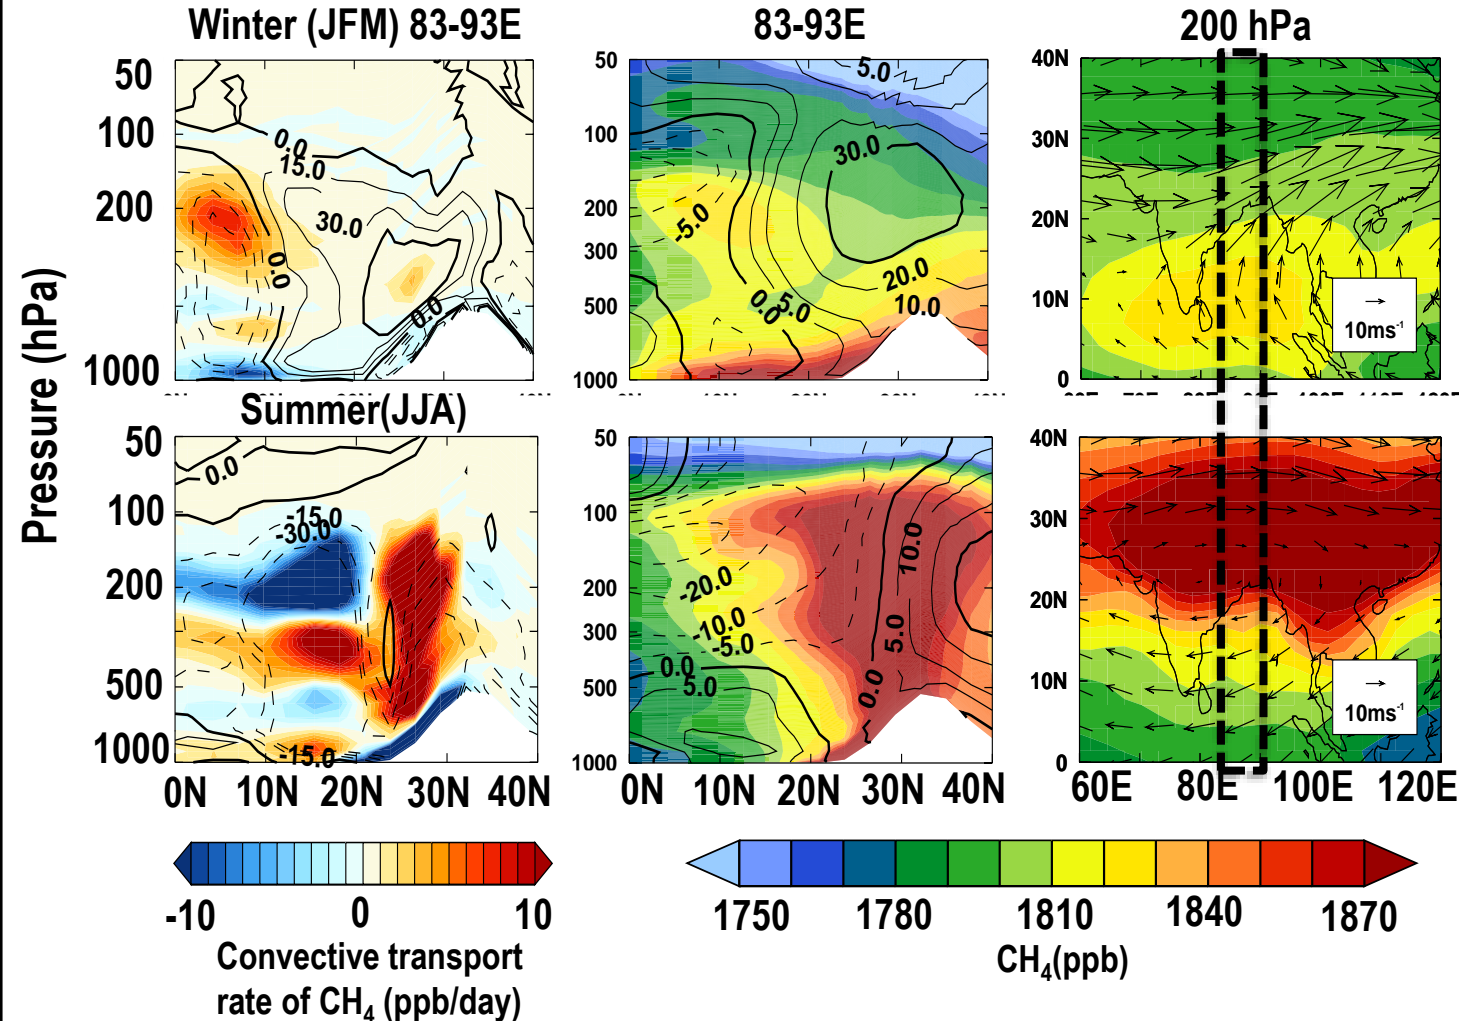 Winter (JFM) 83-93E
83-93E
200 hPa
Pressure (hPa)
50
100
200
1000
0.0
15.0
30.0
0.0
0.0
50
100
200
300
500
1000
5.0
30.0
-5.0
20.0
0.0
5.0
10.0
40N
30N
20N
10N
0
10ms-1
Summer(JJA)
50
100
200
500
1000
0.0
-15.0
-30.0
-15.0
0N 10N 20N 30N 40N
50
100
200
300
500
1000
10.0
-20.0
-10.0
-5.0
5.0
0.0
5.0
0.0
0N 10N 20N 30N 40N
40N
30N
20N
10N
0
10ms-1
60E 80E 100E 120E
-10 0 10
Convective transport
rate of CH4 (ppb/day)
1750 1780 1810 1840 1870
CH4(ppb)